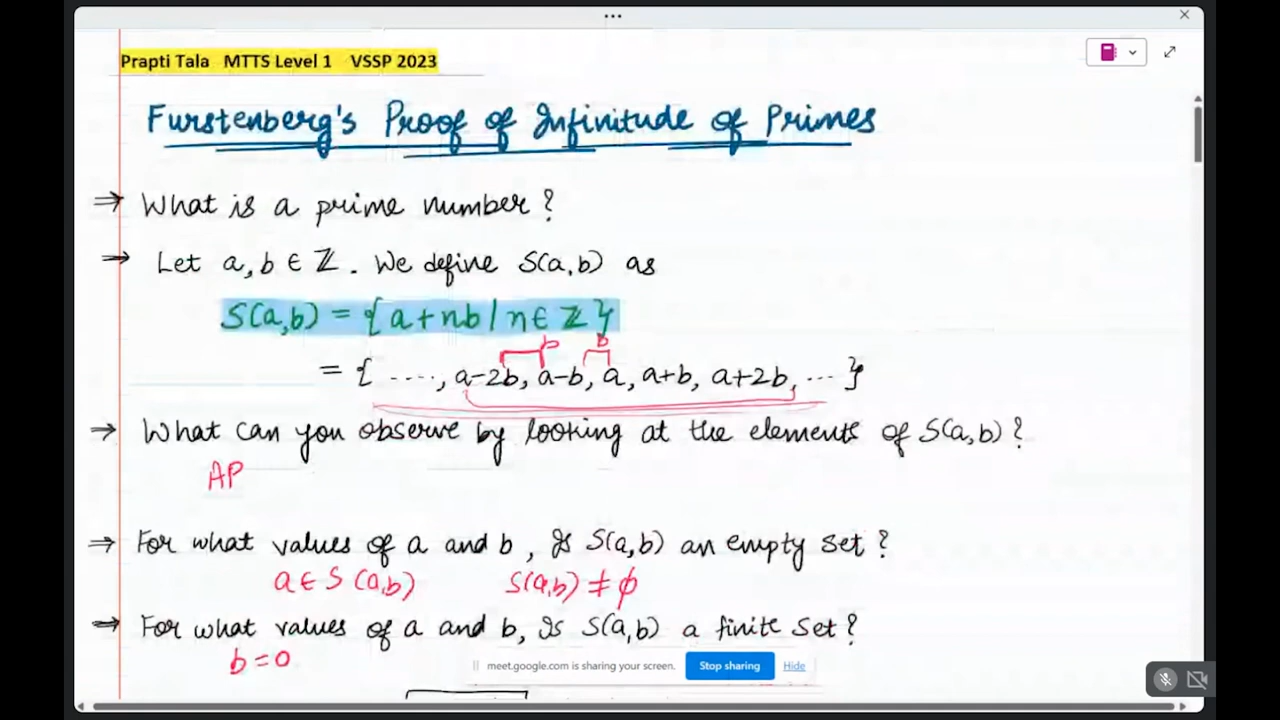 Prapti Tala MTTS Level 1 VSSP 2023
Furstenberg's Proof of Infinitude of Primes
⇒ What is a prime number?
⇒ Let a, b ∈ ℤ. We define S(a,b) as
S(a,b) = {a+nb | n ∈ ℤ}
b b
= { ....., a-2b, a-b, a, a+b, a+2b, ... }
⇒ What can you observe by looking at the elements of S(a,b)?
AP
⇒ For what values of a and b, Is S(a,b) an empty set?
a ∈ S(a,b) S(a,b) ≠ ϕ
⇒ For what values of a and b, Is S(a,b) a finite set?
b=0
meet.google.com is sharing your screen. Stop sharing Hide